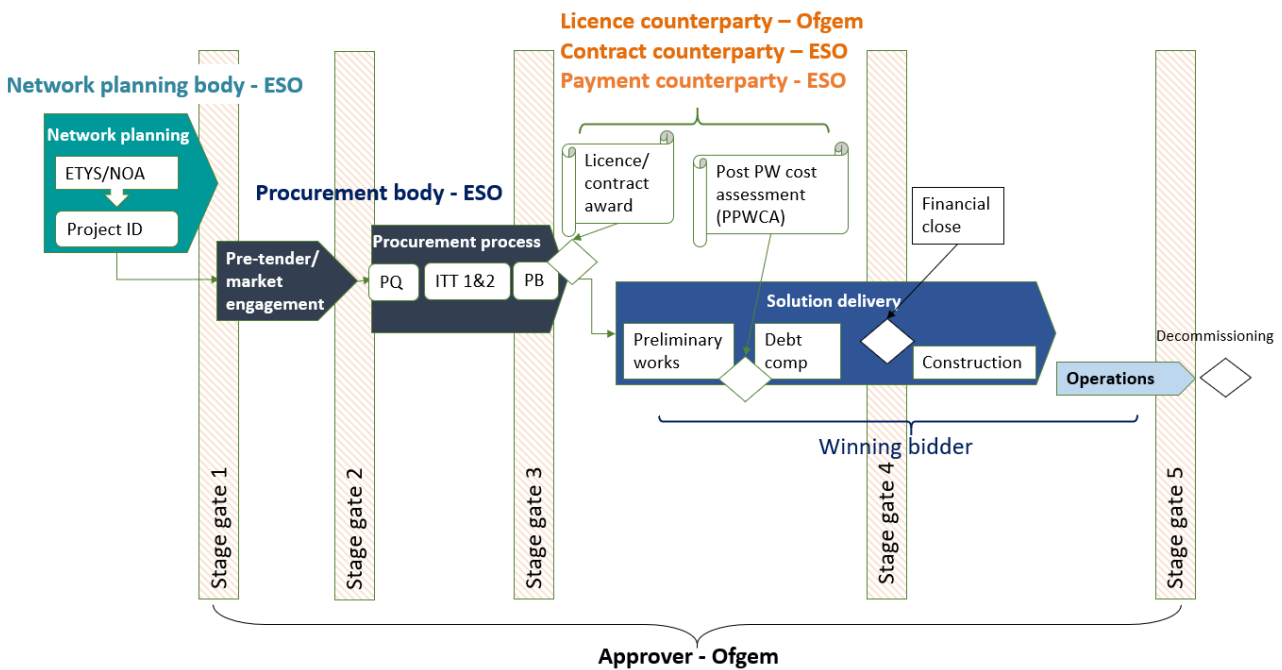 Licence counterparty – Ofgem
Contract counterparty – ESO
Payment counterparty - ESO
Network planning body - ESO
Network planning
ETYS/NOA
Project ID
Procurement body - ESO
Licence/
contract
award
Post PW cost
assessment
(PPWCA)
Financial
close
Pre-tender/
market
engagement
Procurement process
PQ
ITT 1&2
PB
Solution delivery
Preliminary
works
Debt
comp
Construction
Operations
Decommissioning
Winning bidder
Stage gate 1
Stage gate 2
Stage gate 3
Stage gate 4
Stage gate 5
Approver - Ofgem